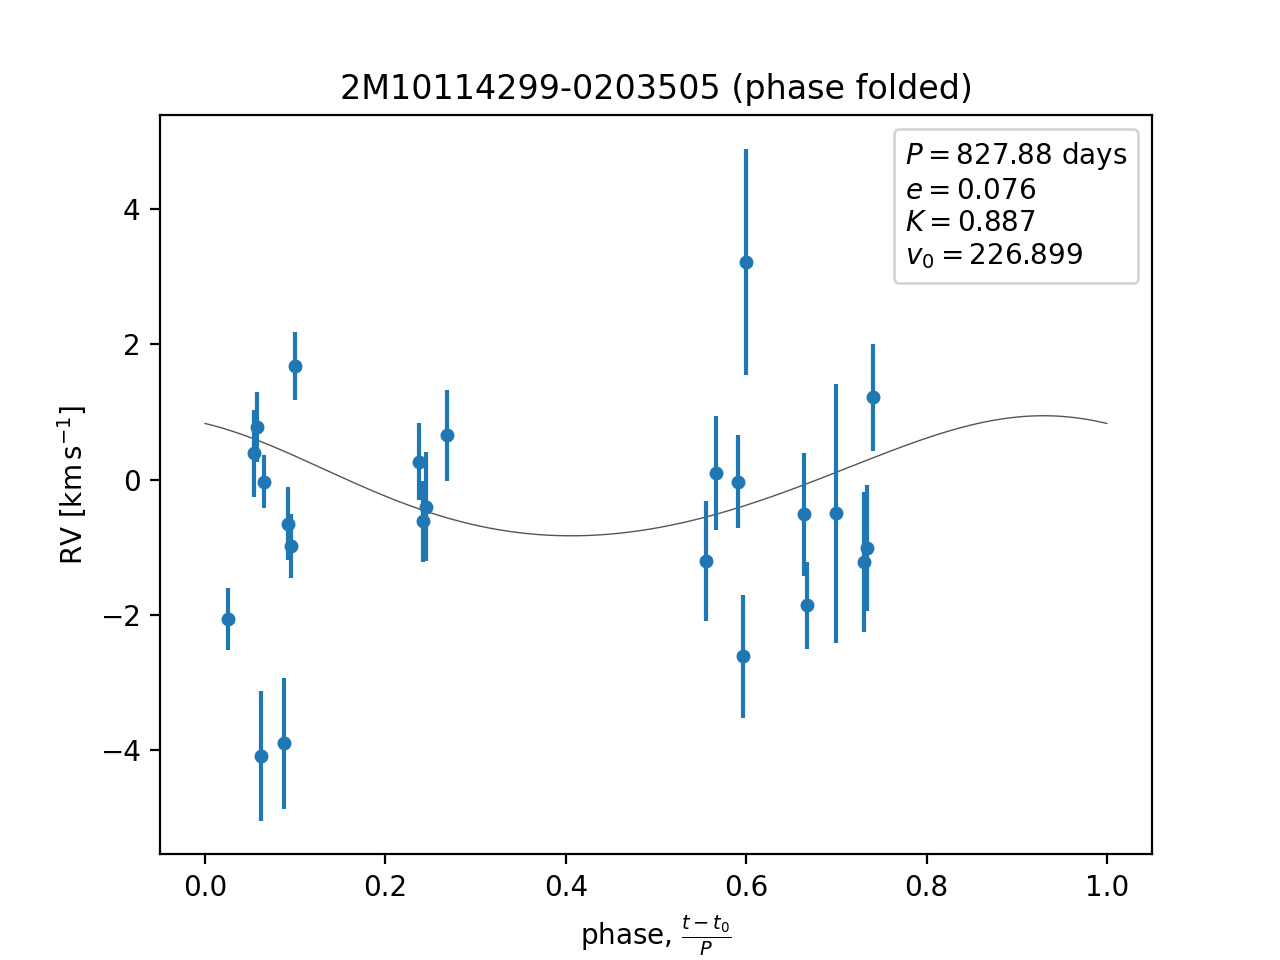 2M10114299-0203505 (phase folded)
P = 827.88 days
e = 0.076
K = 0.887
v₀ = 226.899
RV [km s⁻¹]
4
2
0
−2
−4
0.0 0.2 0.4 0.6 0.8 1.0
phase, (t − t₀)/P